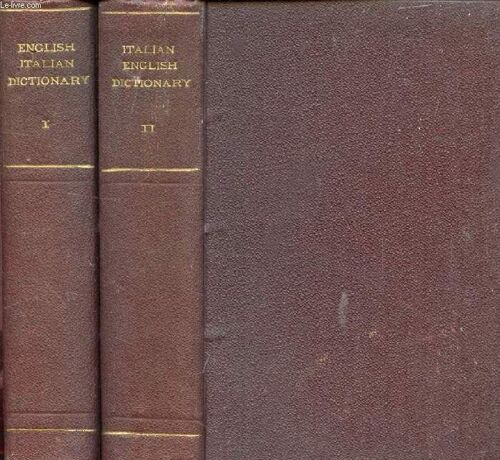 Le-livre.com
ENGLISH
ITALIAN
DICTIONARY
I
ITALIAN
ENGLISH
DICTIONARY
II